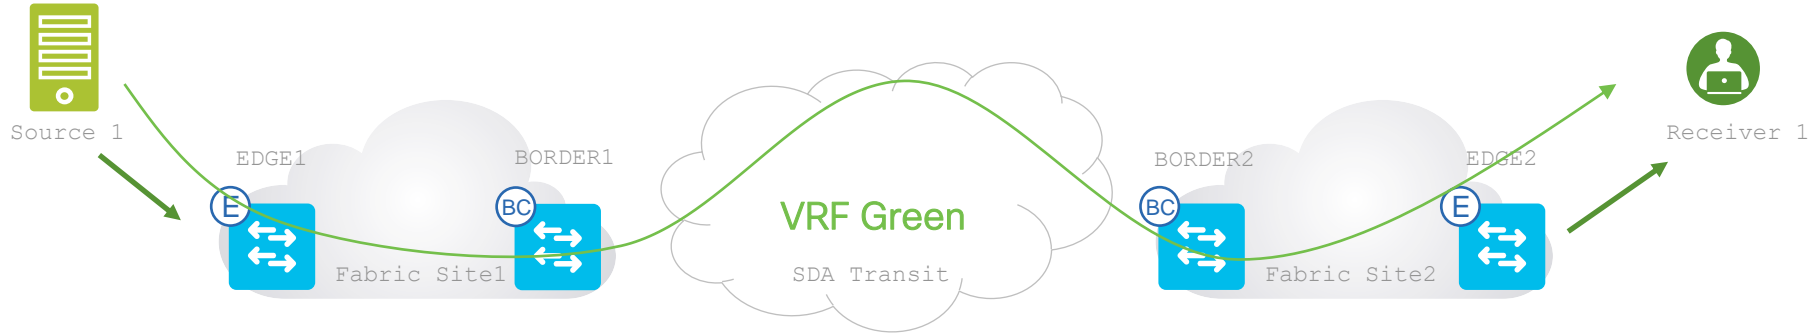 Source 1
EDGE1
BORDER1
BORDER2
EDGE2
Receiver 1
E
BC
BC
E
VRF Green
Fabric Site1
SDA Transit
Fabric Site2